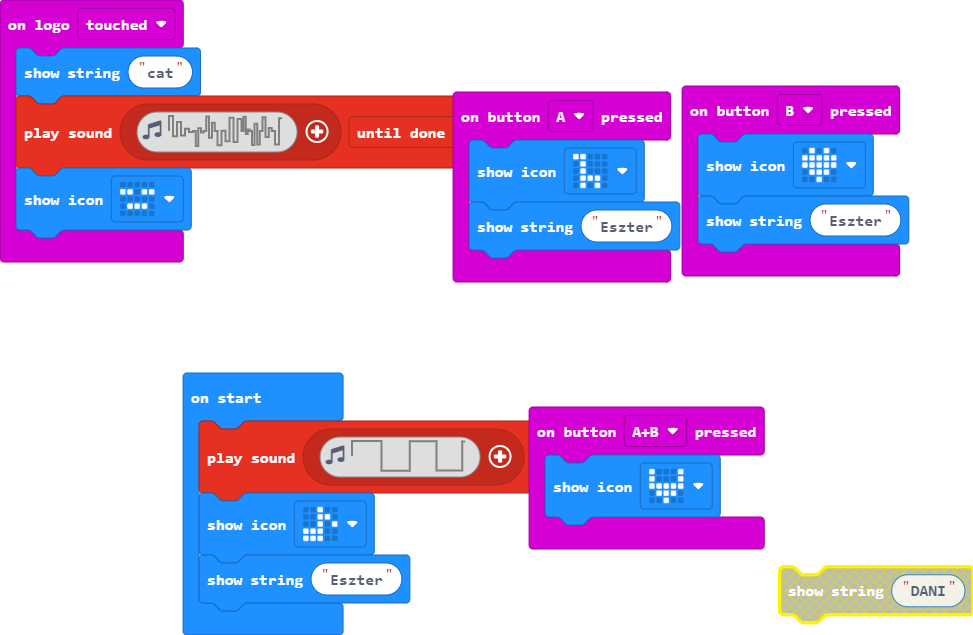 on logo touched
show string "cat"
play sound until done
show icon
on button A pressed
show icon
show string "Eszter"
on button B pressed
show icon
show string "Eszter"
on start
play sound
show icon
show string "Eszter"
on button A+B pressed
show icon
show string "DANI"